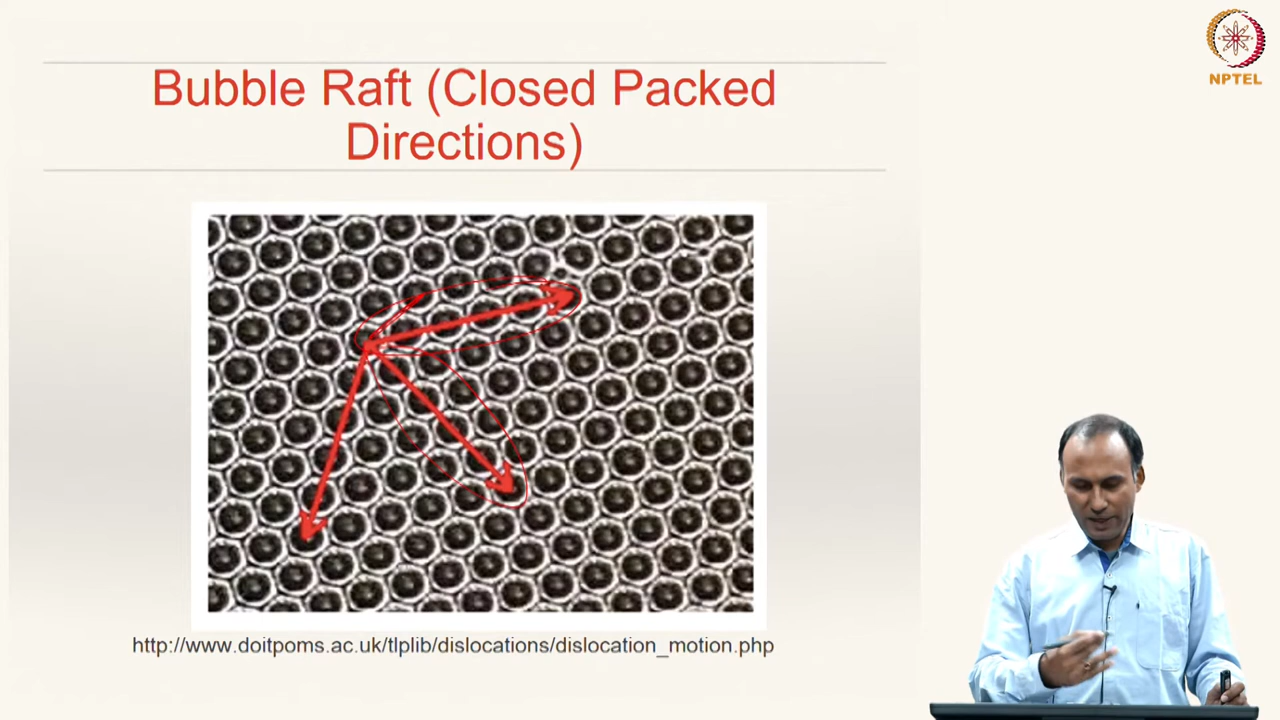 Bubble Raft (Closed Packed
Directions)
NPTEL
http://www.doitpoms.ac.uk/tlplib/dislocations/dislocation_motion.php